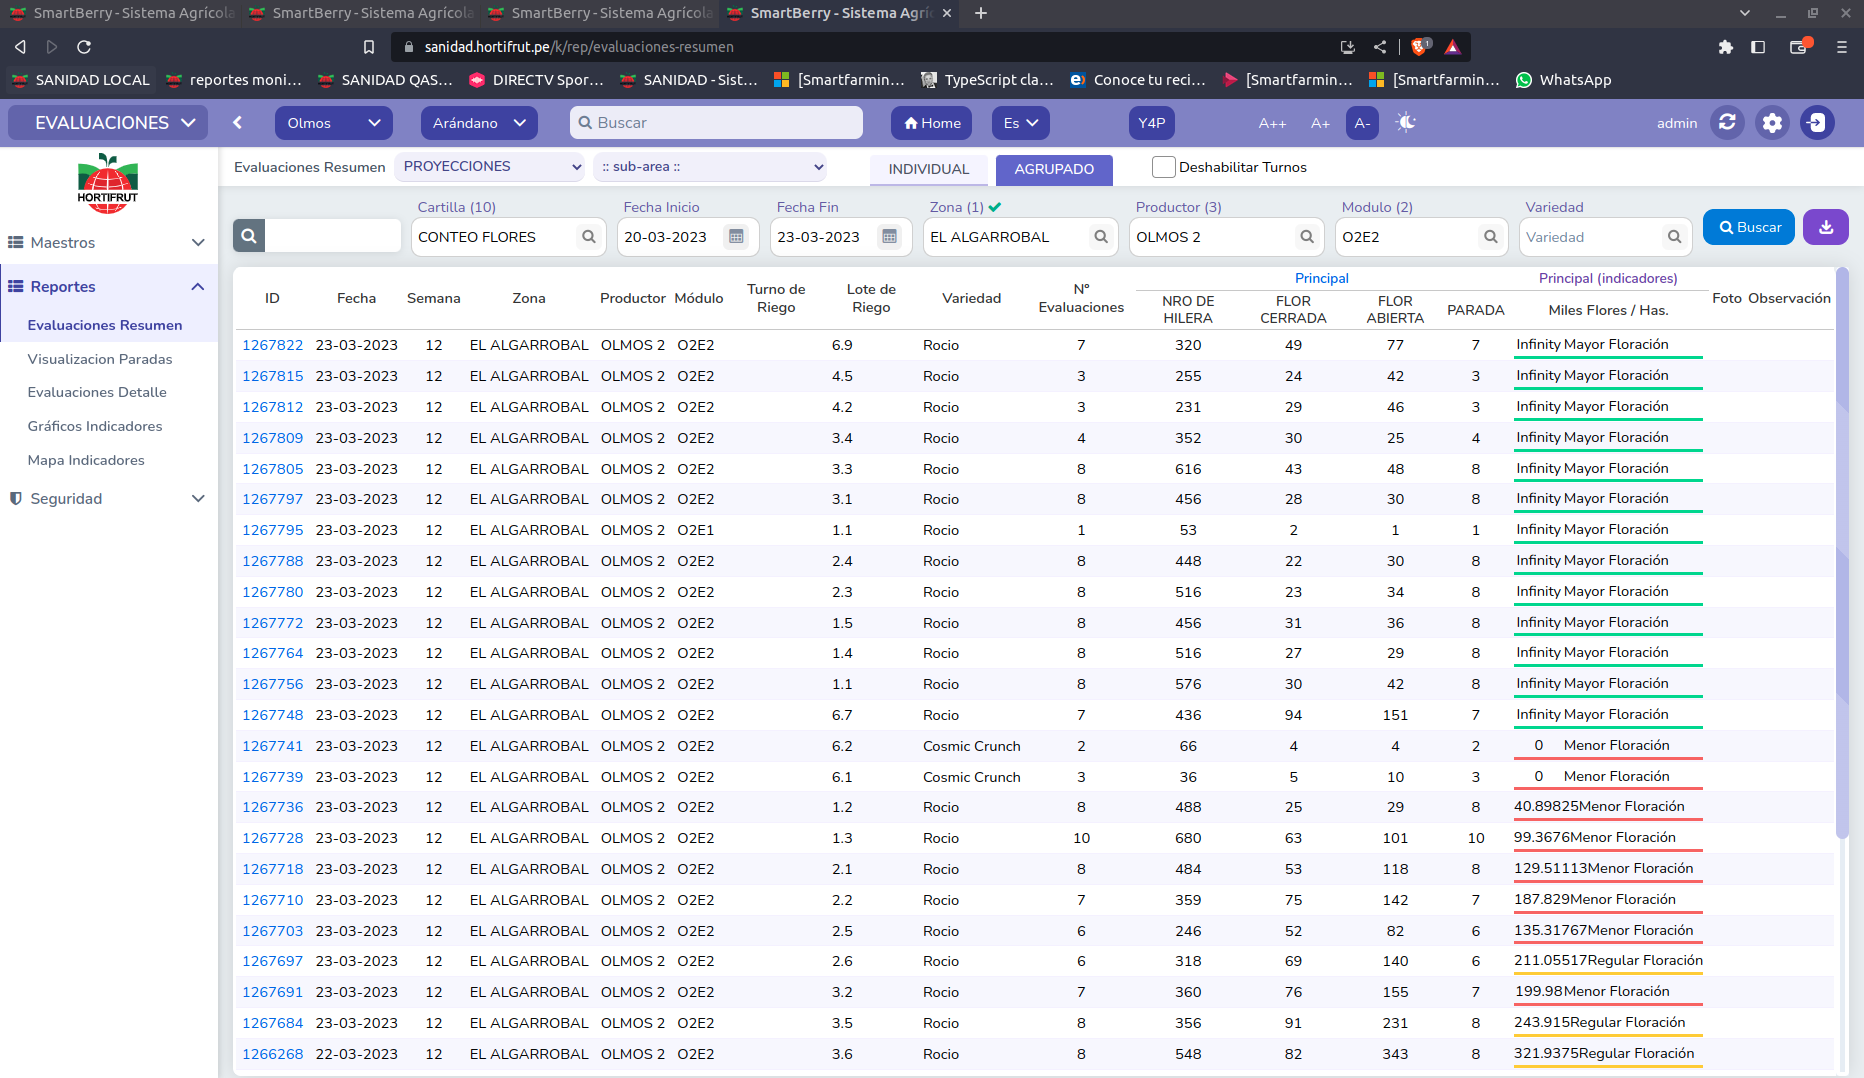 SmartBerry - Sistema Agrícola
SmartBerry - Sistema Agrícola
SmartBerry - Sistema Agrícola
SmartBerry - Sistema Agrí
sanidad.hortifrut.pe/k/rep/evaluaciones-resumen
1
SANIDAD LOCAL
reportes moni...
SANIDAD QAS...
DIRECTV Spor...
SANIDAD - Sist...
[Smartfarmin...
TypeScript cla...
Conoce tu reci...
[Smartfarmin...
[Smartfarmin...
WhatsApp
EVALUACIONES
Olmos
Arándano
Buscar
Home
Es
Y4P
A++
A+
A-
admin
HORTIFRUT
Maestros
Reportes
Evaluaciones Resumen
Visualizacion Paradas
Evaluaciones Detalle
Gráficos Indicadores
Mapa Indicadores
Seguridad
Evaluaciones Resumen
PROYECCIONES
:: sub-area ::
INDIVIDUAL
AGRUPADO
Deshabilitar Turnos
Cartilla (10) Fecha Inicio Fecha Fin Zona (1) Productor (3) Modulo (2) Variedad
CONTEO FLORES 20-03-2023 23-03-2023 EL ALGARROBAL OLMOS 2 O2E2 Variedad Buscar
Principal Principal (indicadores)
ID Fecha Semana Zona Productor Módulo Turno de Riego Lote de Riego Variedad N° Evaluaciones NRO DE HILERA FLOR CERRADA FLOR ABIERTA PARADA Miles Flores / Has. Foto Observación
1267822 23-03-2023 12 EL ALGARROBAL OLMOS 2 O2E2 6.9 Rocio 7 320 49 77 7 Infinity Mayor Floración
1267815 23-03-2023 12 EL ALGARROBAL OLMOS 2 O2E2 4.5 Rocio 3 255 24 42 3 Infinity Mayor Floración
1267812 23-03-2023 12 EL ALGARROBAL OLMOS 2 O2E2 4.2 Rocio 3 231 29 46 3 Infinity Mayor Floración
1267809 23-03-2023 12 EL ALGARROBAL OLMOS 2 O2E2 3.4 Rocio 4 352 30 25 4 Infinity Mayor Floración
1267805 23-03-2023 12 EL ALGARROBAL OLMOS 2 O2E2 3.3 Rocio 8 616 43 48 8 Infinity Mayor Floración
1267797 23-03-2023 12 EL ALGARROBAL OLMOS 2 O2E2 3.1 Rocio 8 456 28 30 8 Infinity Mayor Floración
1267795 23-03-2023 12 EL ALGARROBAL OLMOS 2 O2E1 1.1 Rocio 1 53 2 1 1 Infinity Mayor Floración
1267788 23-03-2023 12 EL ALGARROBAL OLMOS 2 O2E2 2.4 Rocio 8 448 22 30 8 Infinity Mayor Floración
1267780 23-03-2023 12 EL ALGARROBAL OLMOS 2 O2E2 2.3 Rocio 8 516 23 34 8 Infinity Mayor Floración
1267772 23-03-2023 12 EL ALGARROBAL OLMOS 2 O2E2 1.5 Rocio 8 456 31 36 8 Infinity Mayor Floración
1267764 23-03-2023 12 EL ALGARROBAL OLMOS 2 O2E2 1.4 Rocio 8 516 27 29 8 Infinity Mayor Floración
1267756 23-03-2023 12 EL ALGARROBAL OLMOS 2 O2E2 1.1 Rocio 8 576 30 42 8 Infinity Mayor Floración
1267748 23-03-2023 12 EL ALGARROBAL OLMOS 2 O2E2 6.7 Rocio 7 436 94 151 7 Infinity Mayor Floración
1267741 23-03-2023 12 EL ALGARROBAL OLMOS 2 O2E2 6.2 Cosmic Crunch 2 66 4 4 2 0 Menor Floración
1267739 23-03-2023 12 EL ALGARROBAL OLMOS 2 O2E2 6.1 Cosmic Crunch 3 36 5 10 3 0 Menor Floración
1267736 23-03-2023 12 EL ALGARROBAL OLMOS 2 O2E2 1.2 Rocio 8 488 25 29 8 40.89825Menor Floración
1267728 23-03-2023 12 EL ALGARROBAL OLMOS 2 O2E2 1.3 Rocio 10 680 63 101 10 99.3676Menor Floración
1267718 23-03-2023 12 EL ALGARROBAL OLMOS 2 O2E2 2.1 Rocio 8 484 53 118 8 129.51113Menor Floración
1267710 23-03-2023 12 EL ALGARROBAL OLMOS 2 O2E2 2.2 Rocio 7 359 75 142 7 187.829Menor Floración
1267703 23-03-2023 12 EL ALGARROBAL OLMOS 2 O2E2 2.5 Rocio 6 246 52 82 6 135.31767Menor Floración
1267697 23-03-2023 12 EL ALGARROBAL OLMOS 2 O2E2 2.6 Rocio 6 318 69 140 6 211.05517Regular Floración
1267691 23-03-2023 12 EL ALGARROBAL OLMOS 2 O2E2 3.2 Rocio 7 360 76 155 7 199.98Menor Floración
1267684 23-03-2023 12 EL ALGARROBAL OLMOS 2 O2E2 3.5 Rocio 8 356 91 231 8 243.915Regular Floración
1266268 22-03-2023 12 EL ALGARROBAL OLMOS 2 O2E2 3.6 Rocio 8 548 82 343 8 321.9375Regular Floración